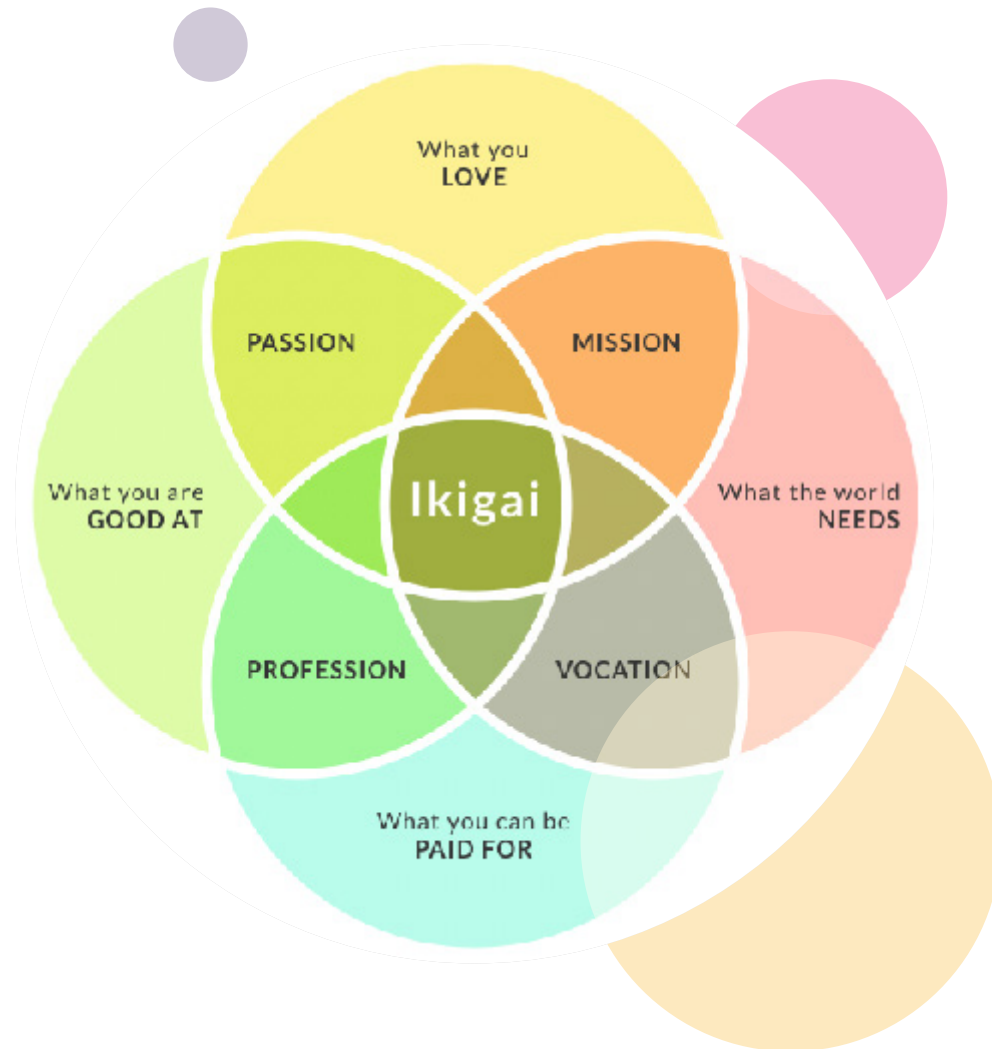 What you
LOVE
PASSION
MISSION
What you are
GOOD AT
Ikigai
What the world
NEEDS
PROFESSION
VOCATION
What you can be
PAID FOR